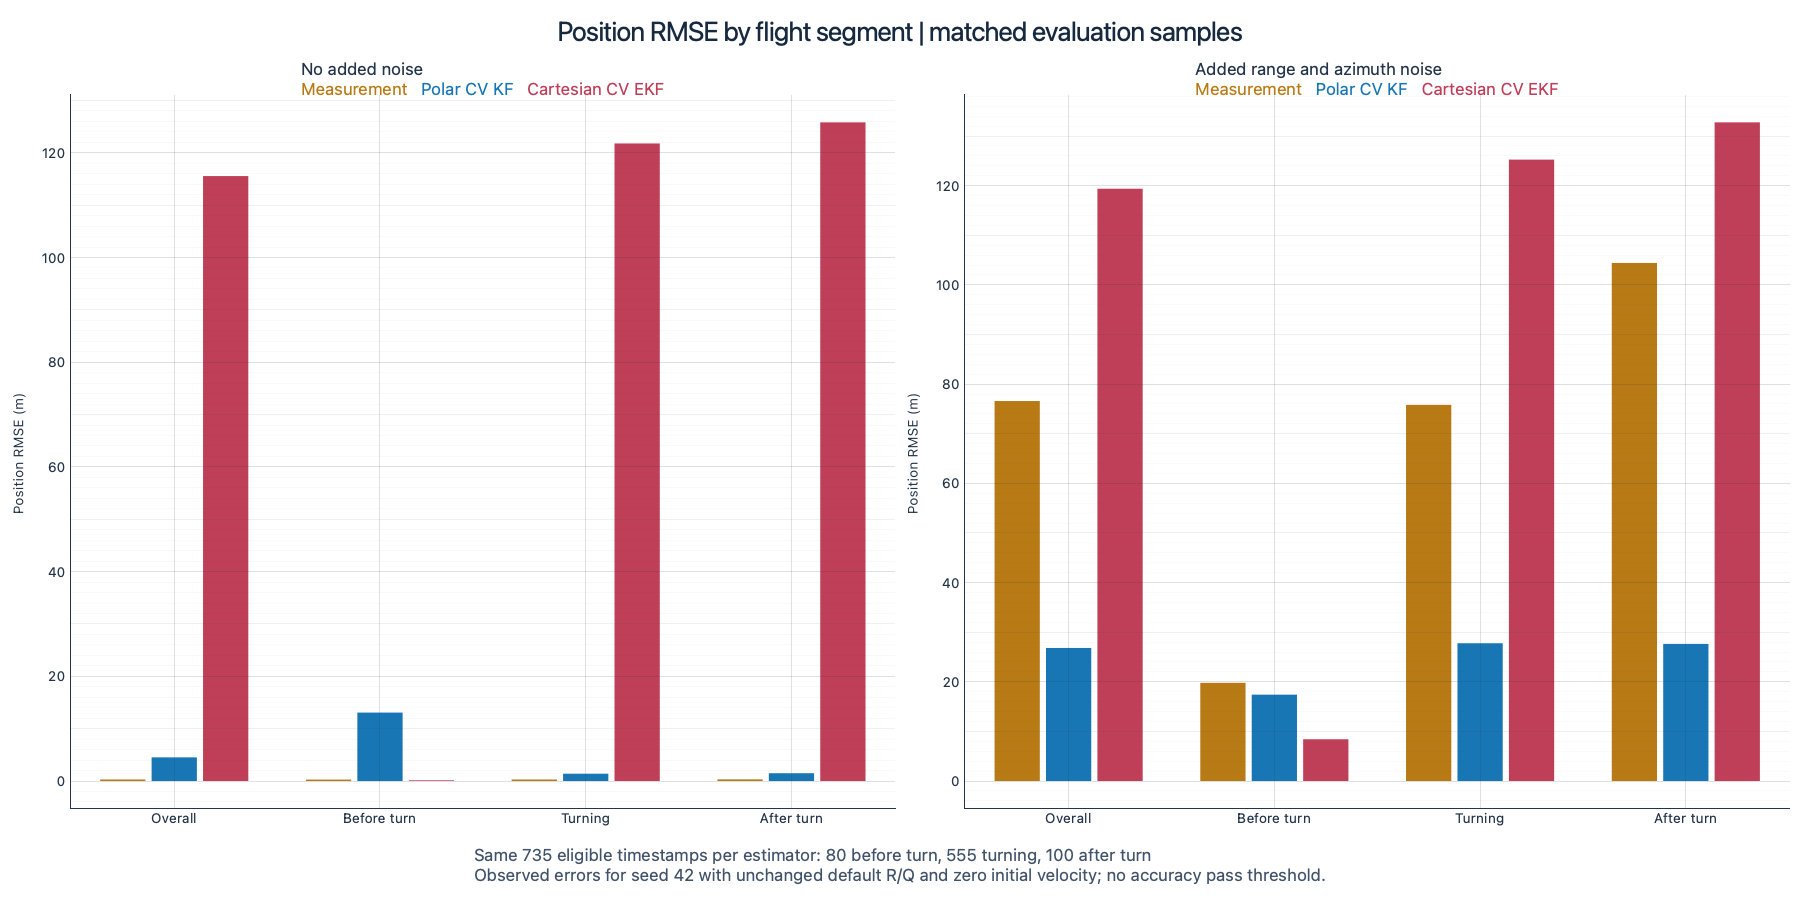 Position RMSE by flight segment | matched evaluation samples
No added noise
Measurement Polar CV KF Cartesian CV EKF
Position RMSE (m)
120
100
80
60
40
20
0
Overall Before turn Turning After turn
Added range and azimuth noise
Measurement Polar CV KF Cartesian CV EKF
Position RMSE (m)
120
100
80
60
40
20
0
Overall Before turn Turning After turn
Same 735 eligible timestamps per estimator: 80 before turn, 555 turning, 100 after turn
Observed errors for seed 42 with unchanged default R/Q and zero initial velocity; no accuracy pass threshold.